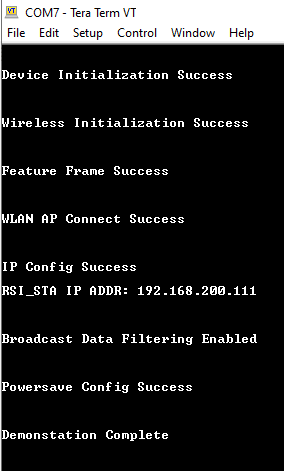 COM7 - Tera Term VT
File Edit Setup Control Window Help
Device Initialization Success
Wireless Initialization Success
Feature Frame Success
WLAN AP Connect Success
IP Config Success
RSI_STA IP ADDR: 192.168.200.111
Broadcast Data Filtering Enabled
Powersave Config Success
Demonstation Complete